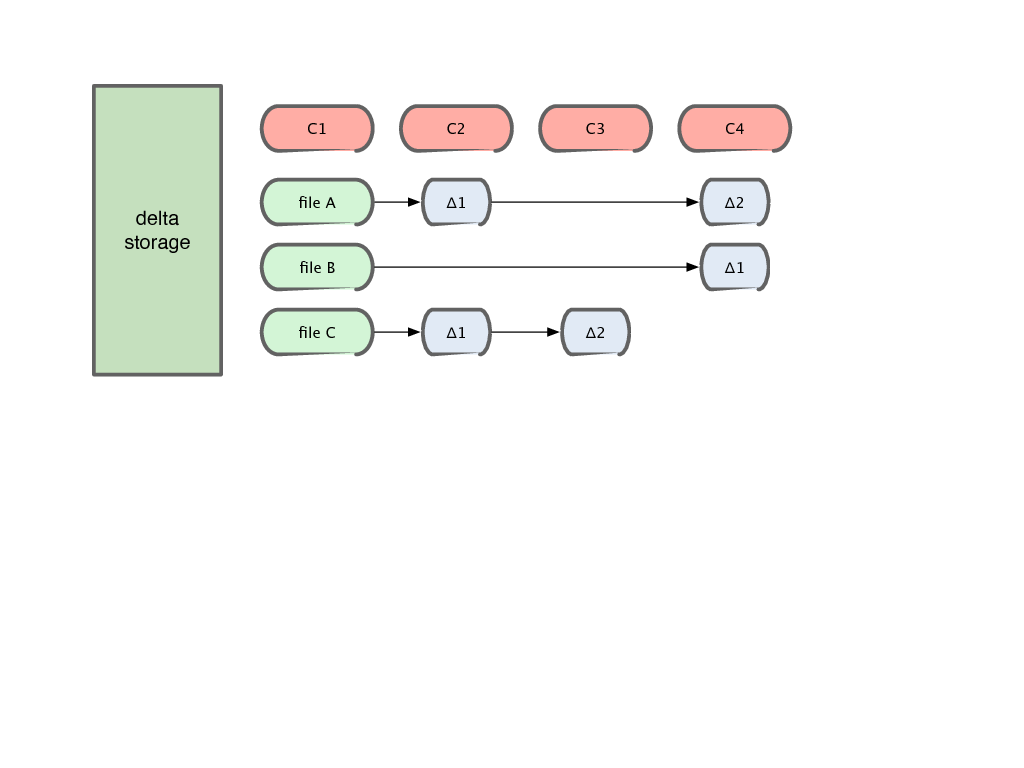 delta
storage
C1 C2 C3 C4
file A Δ1 Δ2
file B Δ1
file C Δ1 Δ2